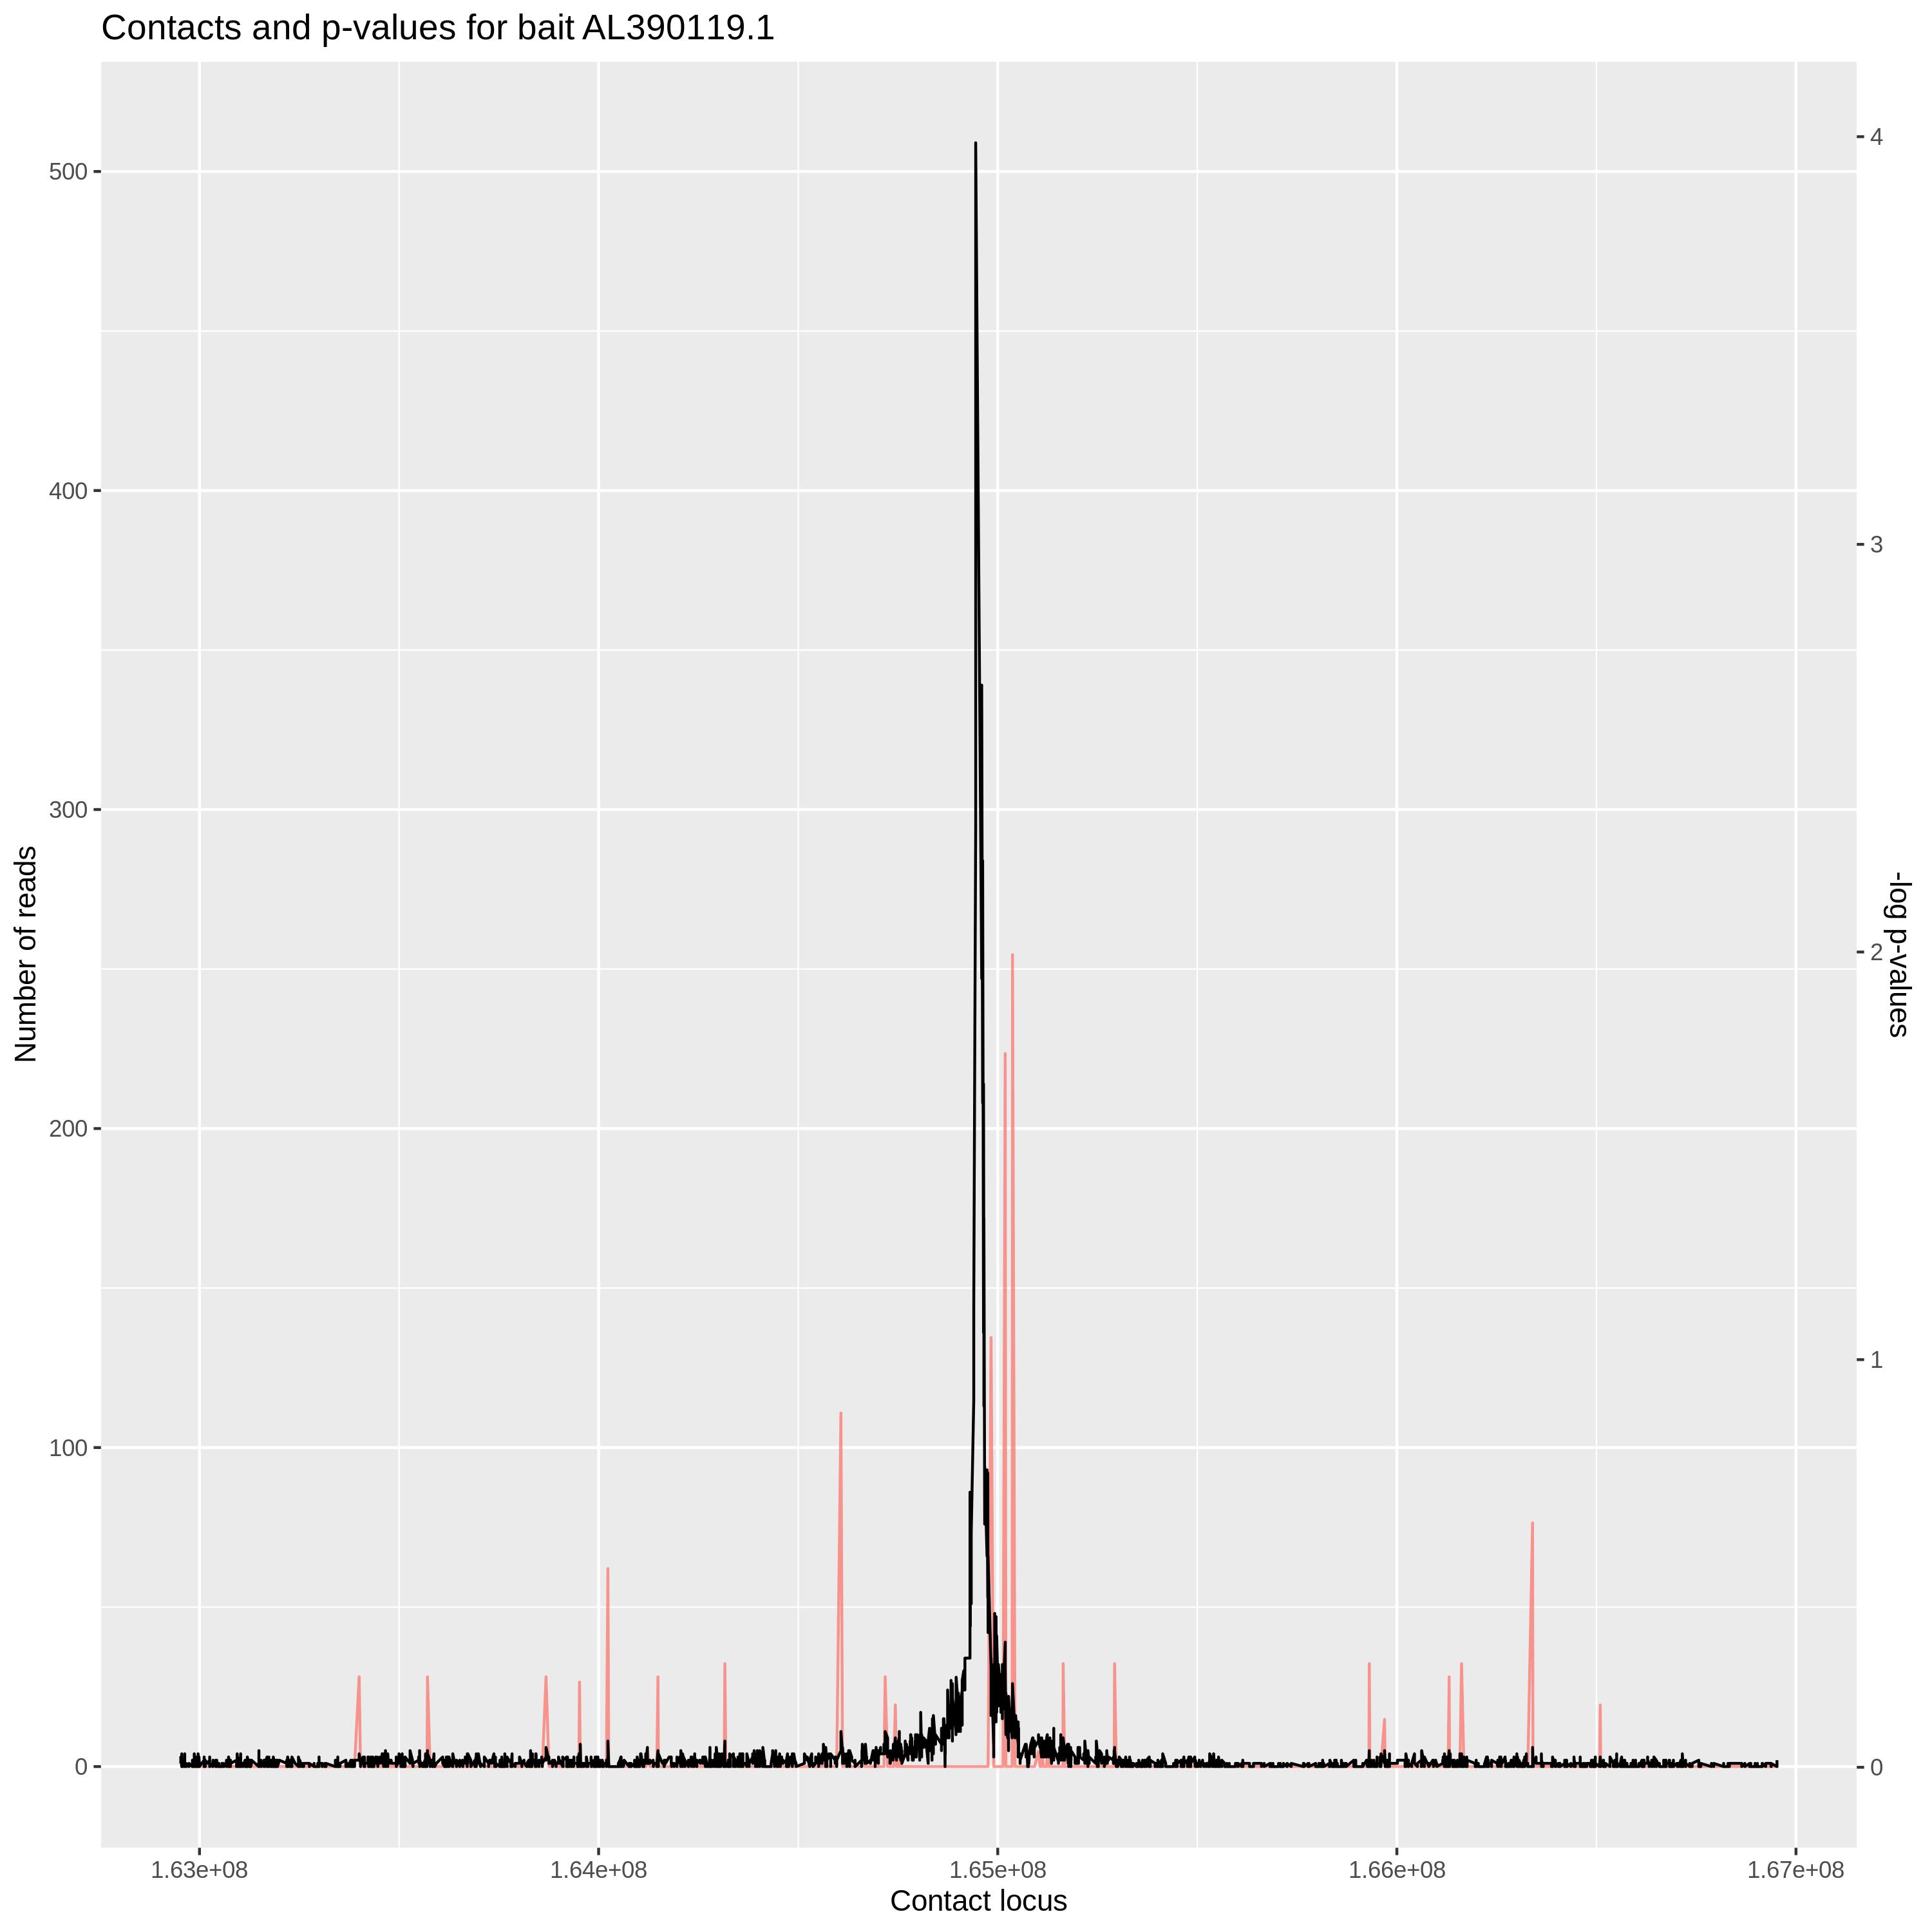 Contacts and p-values for bait AL390119.1
500
400
300
200
100
0
Number of reads
4
3
2
1
0
-log p-values
1.63e+08
1.64e+08
1.65e+08
1.66e+08
1.67e+08
Contact locus